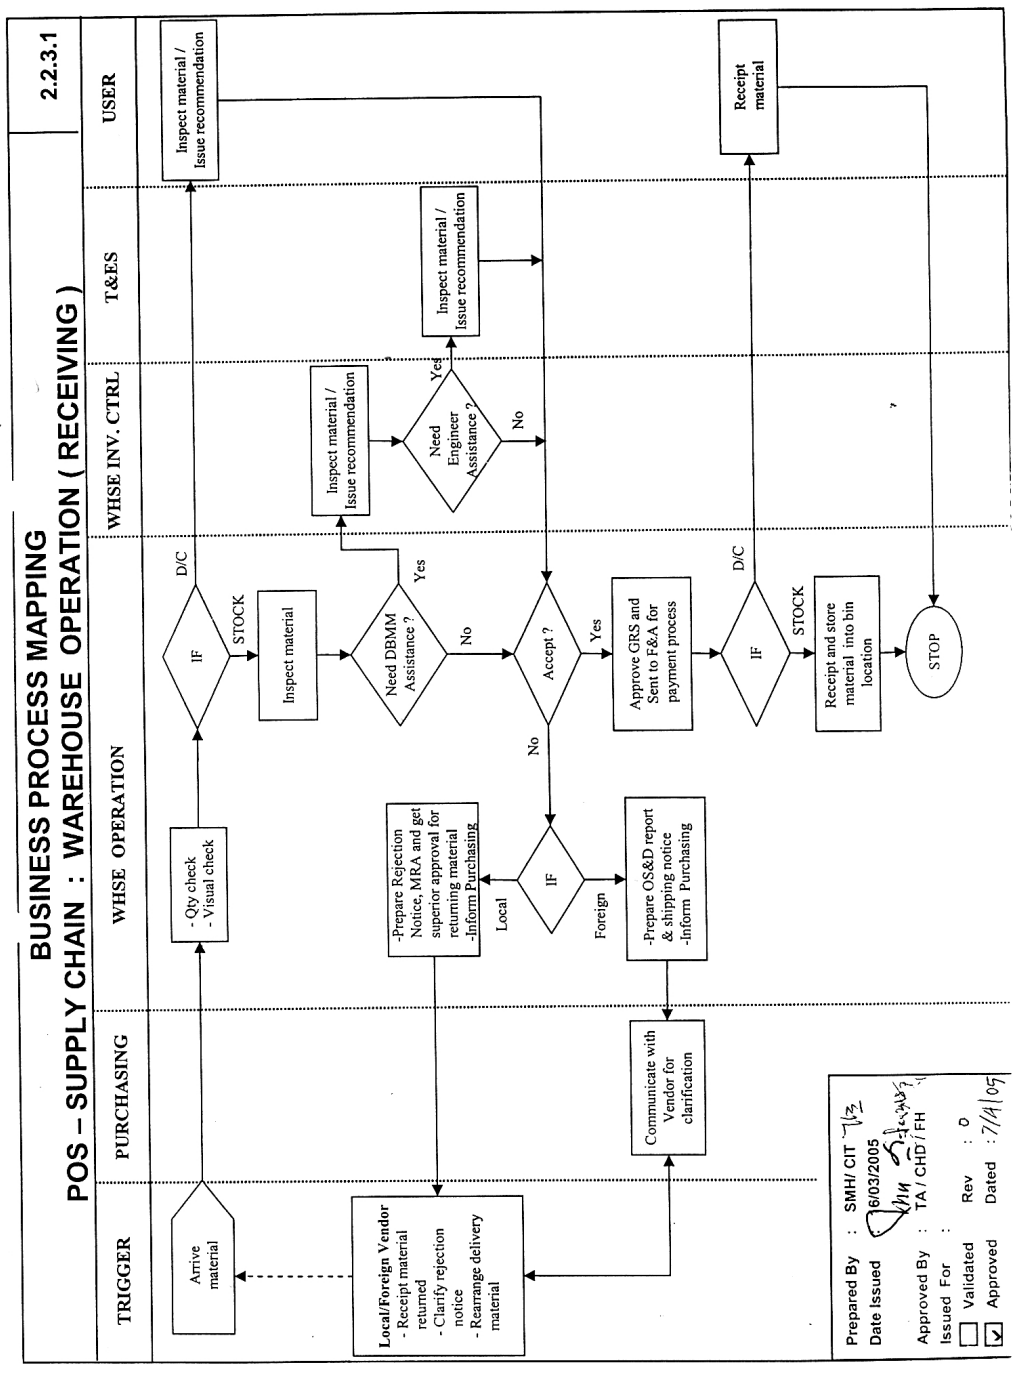 BUSINESS PROCESS MAPPING
POS – SUPPLY CHAIN : WAREHOUSE OPERATION ( RECEIVING )
2.2.3.1
TRIGGER
PURCHASING
WHSE OPERATION
WHSE INV. CTRL
T&ES
USER
Arrive
material
- Qty check
- Visual check
IF
D/C
STOCK
Inspect material /
Issue recommendation
Inspect material
Need DBMM
Assistance ?
Yes
No
Inspect material /
Issue recommendation
Need
Engineer
Assistance ?
Yes
No
Inspect material /
Issue recommendation
Accept ?
Yes
No
-Prepare Rejection
Notice, MRA and get
superior approval for
returning material
-Inform Purchasing
Local
IF
Foreign
-Prepare OS&D report
& shipping notice
-Inform Purchasing
Local/Foreign Vendor
- Receipt material
returned
- Clarify rejection
notice
- Rearrange delivery
material
Communicate with
Vendor for
clarification
Approve GRS and
Sent to F&A for
payment process
IF
D/C
STOCK
Receipt
material
Receipt and store
material into bin
location
STOP
Prepared By : SMH/ CIT
Date Issued : 6/03/2005
Approved By : TA / CHD / FH
Issued For :
Validated Rev : 0
Approved Dated : 7/4/05